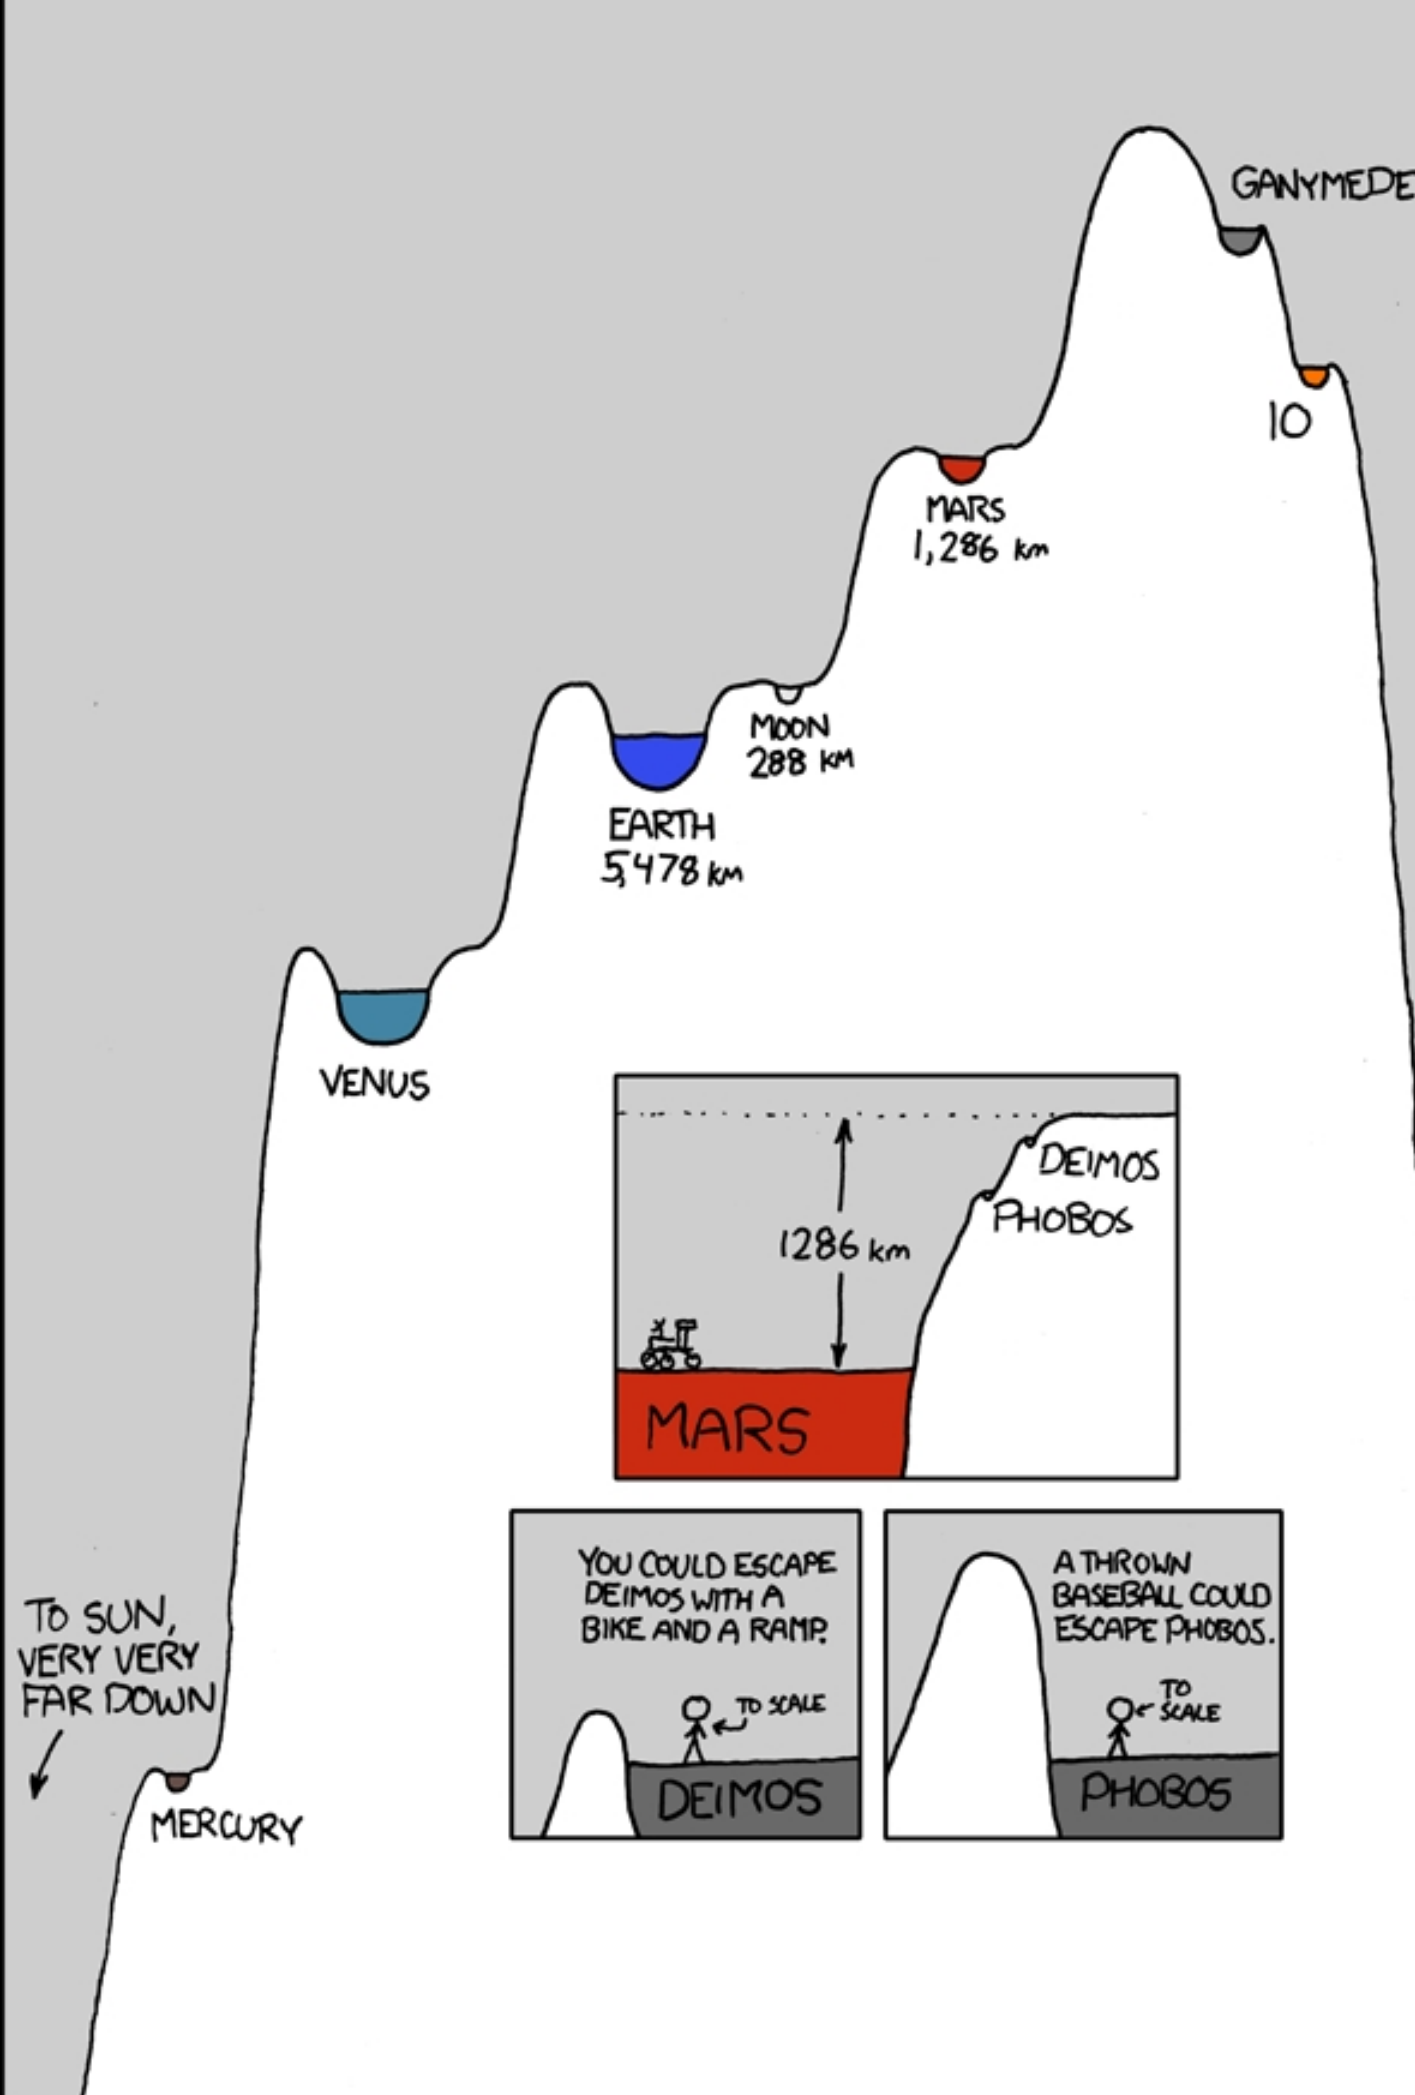 GANYMEDE
IO
MARS
1,286 km
MOON
288 KM
EARTH
5,478 km
VENUS
DEIMOS
PHOBOS
1286 km
MARS
YOU COULD ESCAPE
DEIMOS WITH A
BIKE AND A RAMP.
TO SCALE
DEIMOS
A THROWN
BASEBALL COULD
ESCAPE PHOBOS.
TO
SCALE
PHOBOS
TO SUN,
VERY VERY
FAR DOWN
MERCURY